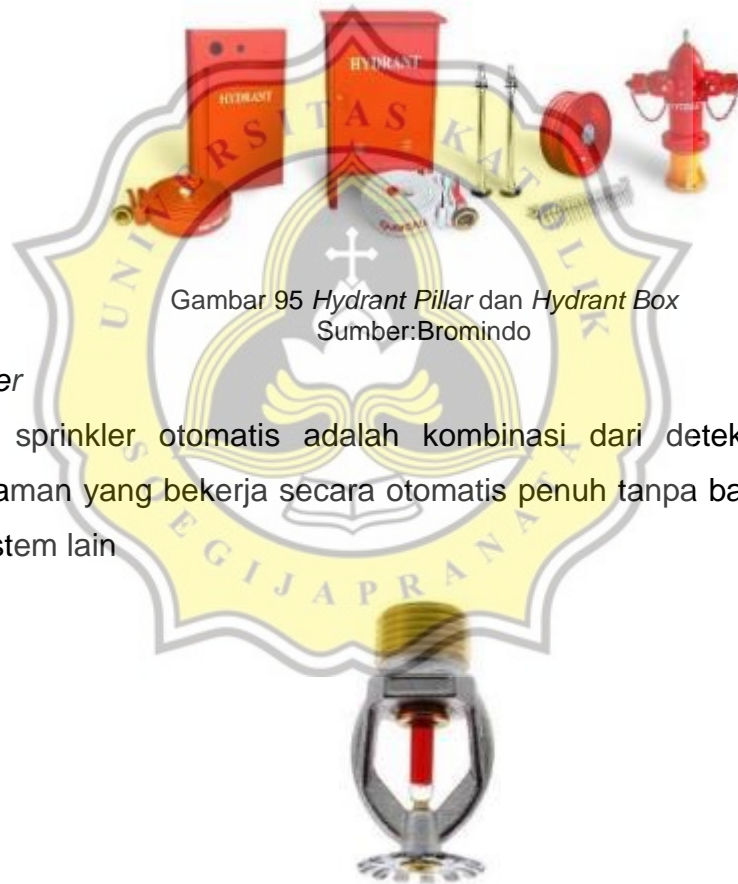 HYDRANT
HYDRANT
UNIVERSITAS KATOLIK
SOEGIJAPRANATA
Gambar 95 Hydrant Pillar dan Hydrant Box
Sumber:Bromindo
er
sprinkler otomatis adalah kombinasi dari detek
aman yang bekerja secara otomatis penuh tanpa ba
stem lain